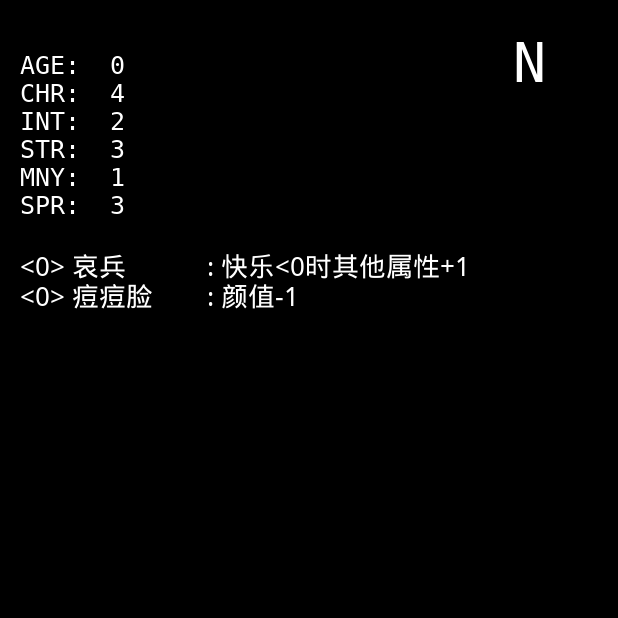 N
AGE: 0
CHR: 4
INT: 2
STR: 3
MNY: 1
SPR: 3
<0> 哀兵 : 快乐<0时其他属性+1
<0> 痘痘脸 : 颜值-1